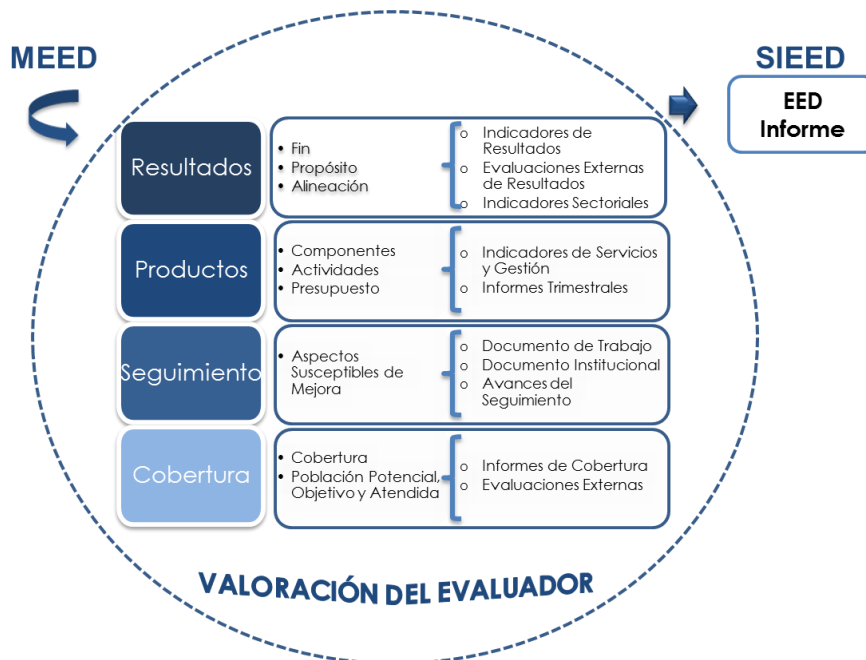 MEED
SIEED
EED
Informe
Resultados
• Fin
• Propósito
• Alineación
o Indicadores de
Resultados
o Evaluaciones Externas
de Resultados
o Indicadores Sectoriales
Productos
• Componentes
• Actividades
• Presupuesto
o Indicadores de Servicios
y Gestión
o Informes Trimestrales
Seguimiento
• Aspectos
Susceptibles de
Mejora
o Documento de Trabajo
o Documento Institucional
o Avances del
Seguimiento
Cobertura
• Cobertura
• Población Potencial,
Objetivo y Atendida
o Informes de Cobertura
o Evaluaciones Externas
VALORACIÓN DEL EVALUADOR